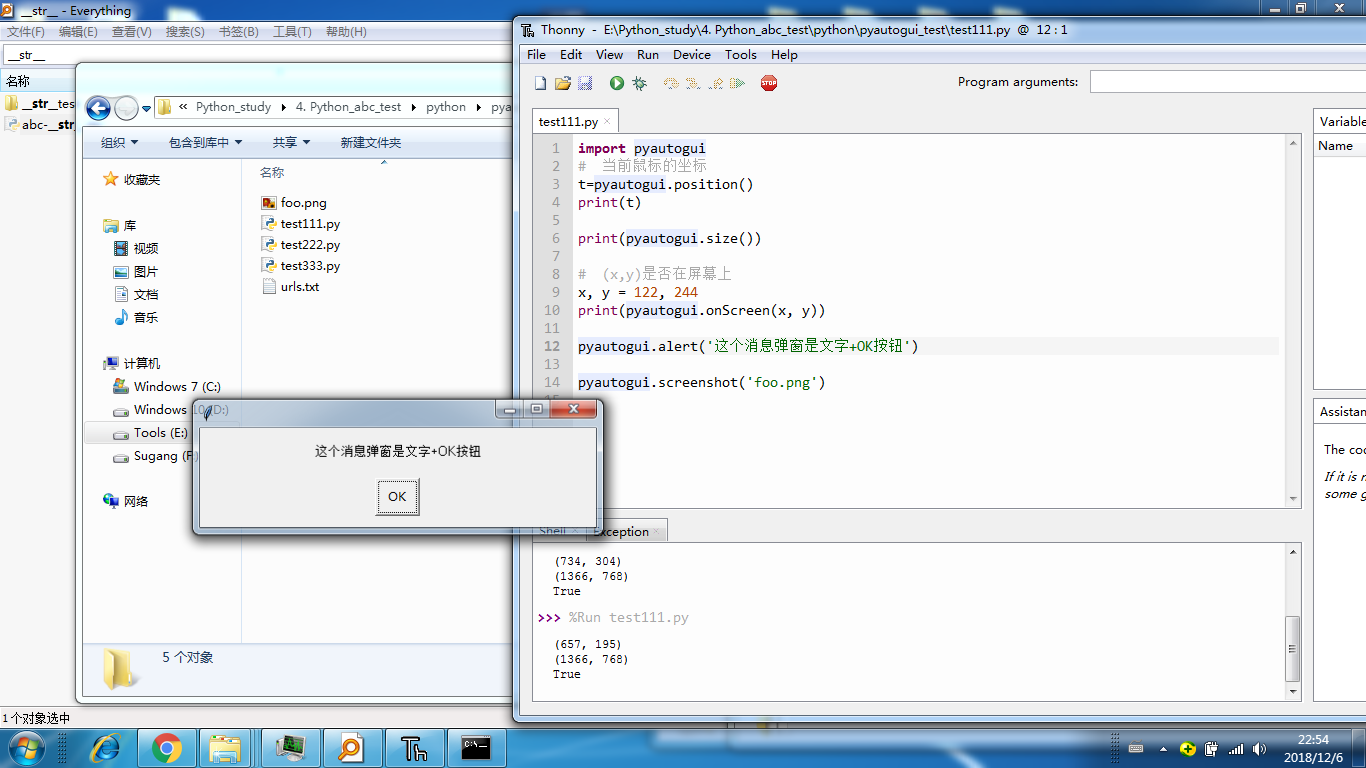 __str__ - Everything
文件(F) 编辑(E) 查看(V) 搜索(S) 书签(B) 工具(T) 帮助(H)
__str__
名称
__str__tes
abc-__str_
« Python_study 4. Python_abc_test python pya
组织 包含到库中 共享 新建文件夹
收藏夹
库
视频
图片
文档
音乐
计算机
Windows 7 (C:)
Windows 10 (D:)
Tools (E:)
Sugang (F
网络
名称
foo.png
test111.py
test222.py
test333.py
urls.txt
5 个对象
1 个对象选中
这个消息弹窗是文字+OK按钮
OK
Thonny - E:\Python_study\4. Python_abc_test\python\pyautogui_test\test111.py @ 12 : 1
File Edit View Run Device Tools Help
STOP
Program arguments:
test111.py
1 import pyautogui
2 # 当前鼠标的坐标
3 t=pyautogui.position()
4 print(t)
5
6 print(pyautogui.size())
7
8 # (x,y)是否在屏幕上
9 x, y = 122, 244
10 print(pyautogui.onScreen(x, y))
11
12 pyautogui.alert('这个消息弹窗是文字+OK按钮')
13
14 pyautogui.screenshot('foo.png')
Variable
Name
Assistan
The coc
If it is n
some g
Shell Exception
(734, 304)
(1366, 768)
True
>>> %Run test111.py
(657, 195)
(1366, 768)
True
Th
C:\
22:54
2018/12/6